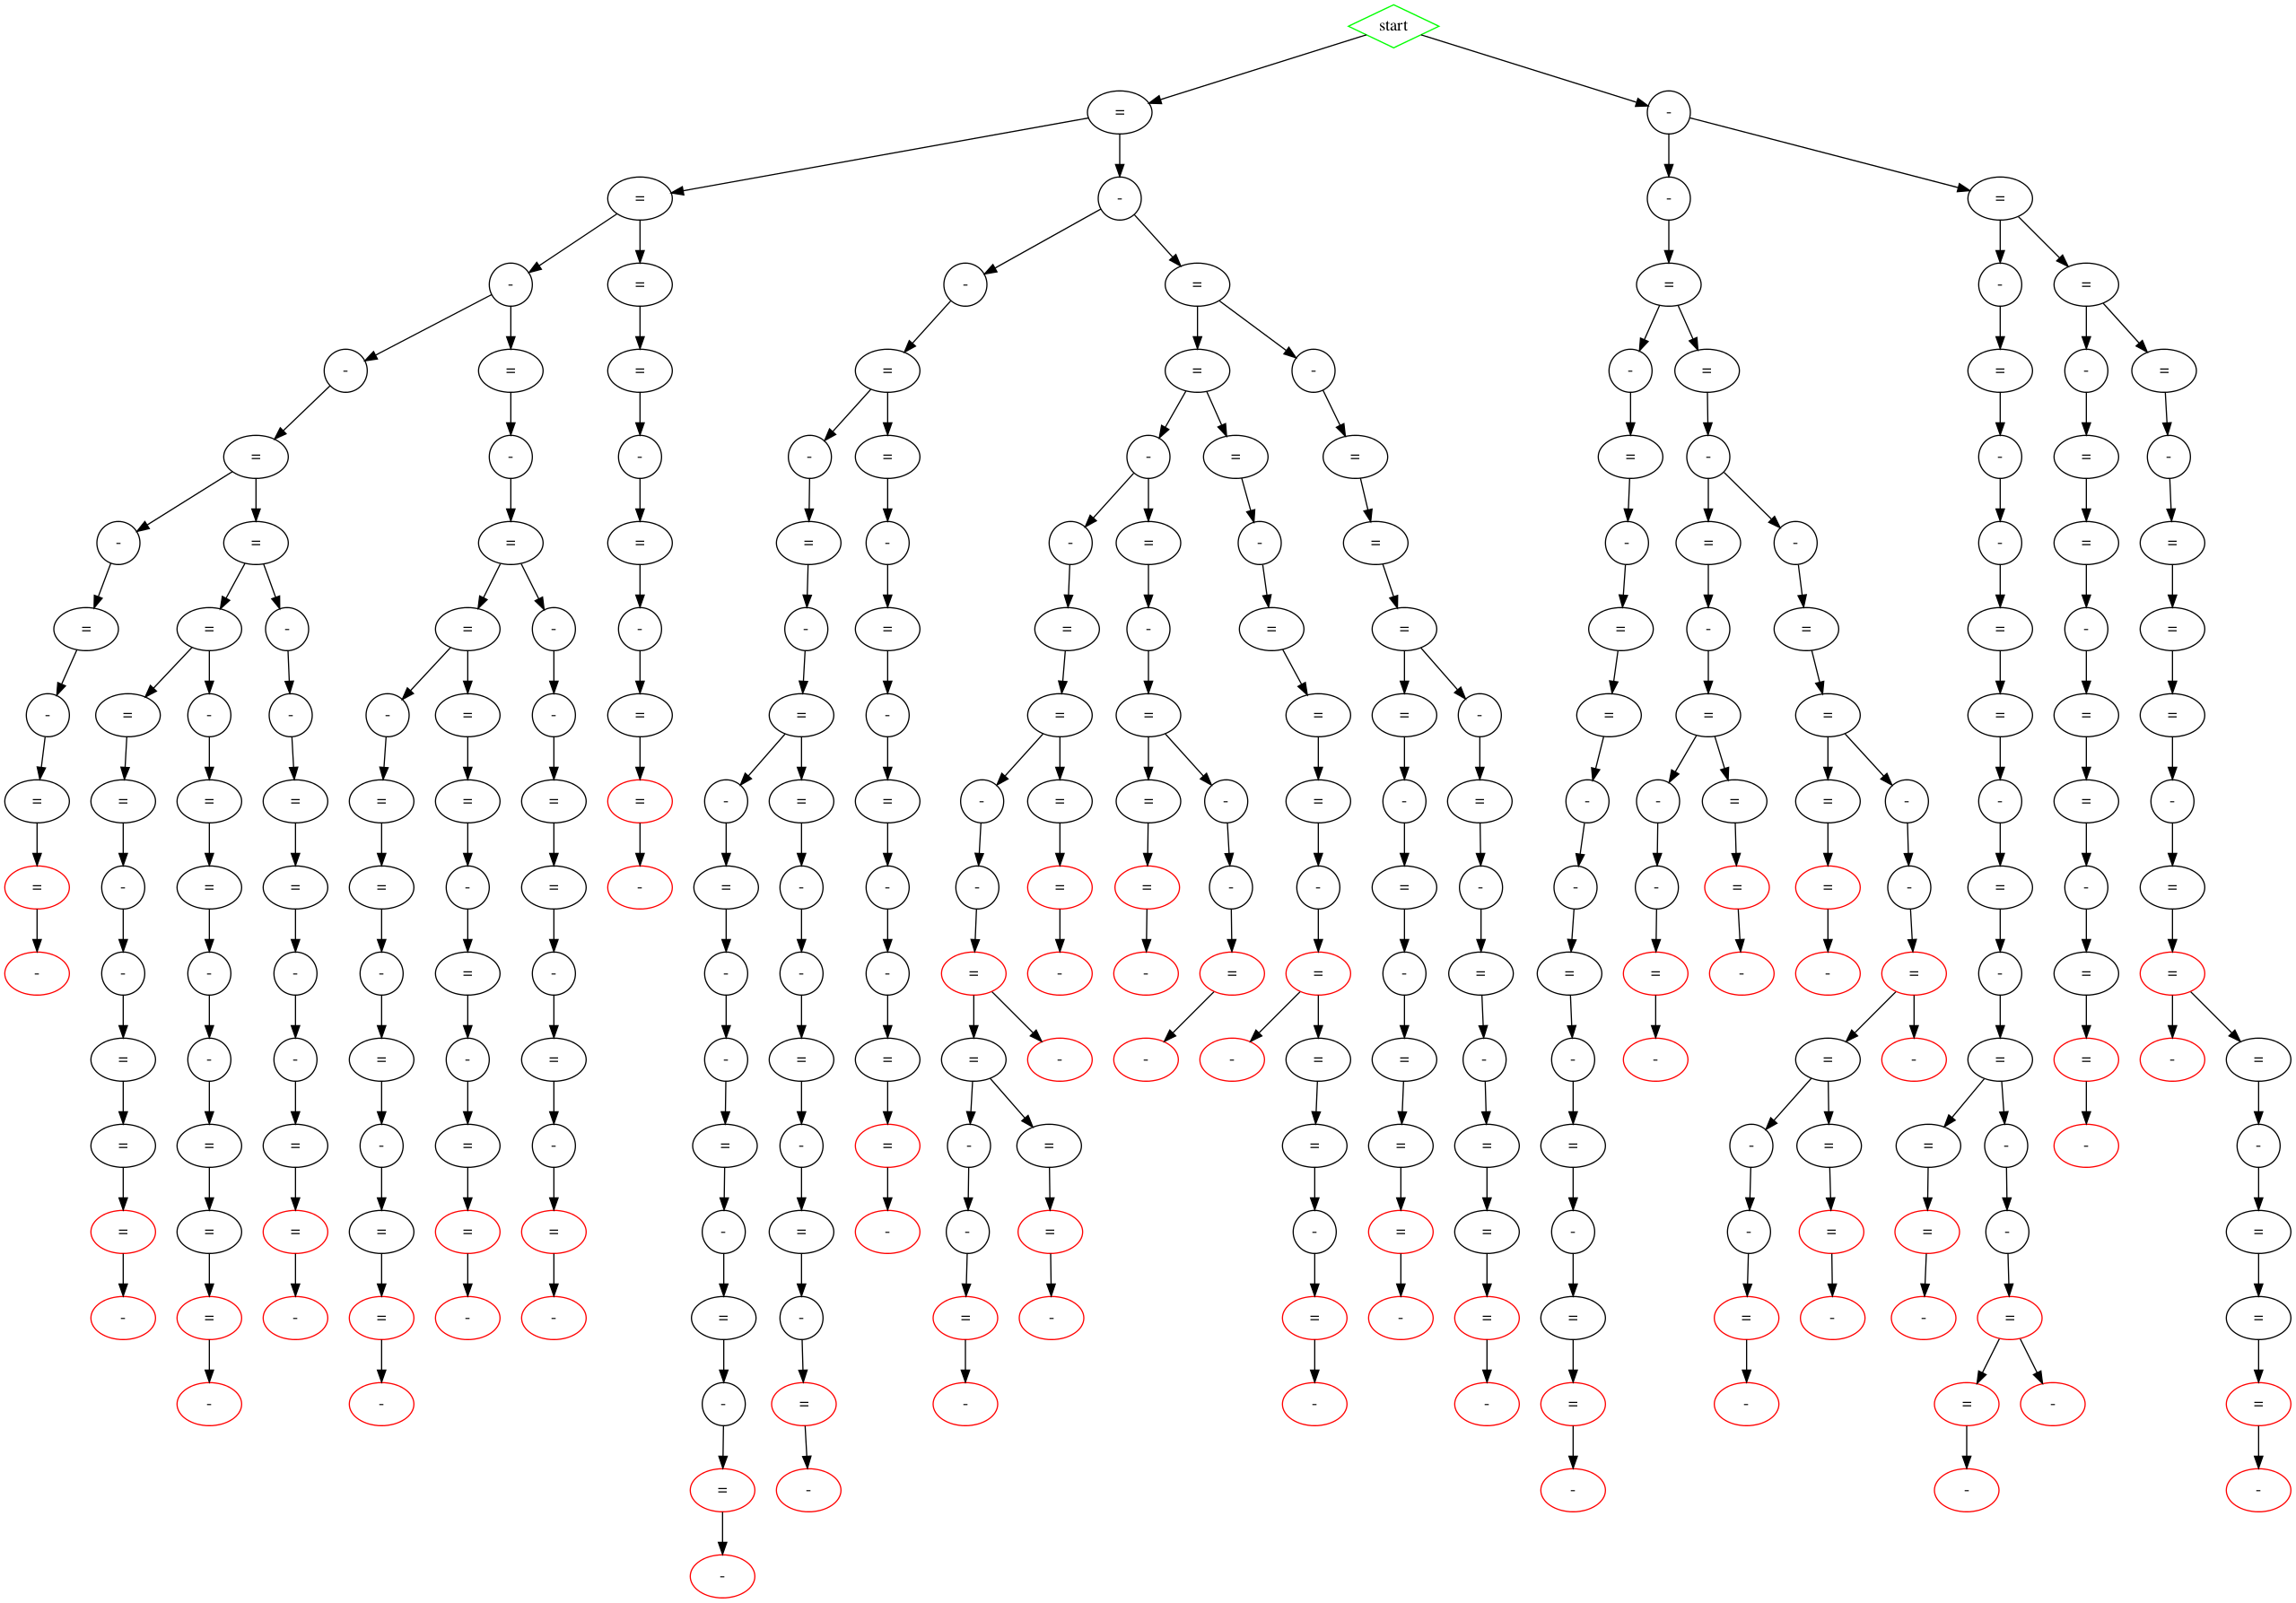 start
= -
= - - =
- = - = = - =
- = = = = - - = = - =
= - - - = - = = = - - = -
- = = = = - - = - = - = - - = =
= = - = - - - = = - = = = - = = - =
- = - - - = - = = - = = = = - = = = = = =
= = = = = = = = - = = - = = - = - = - - = = - - = -
= - = = = - = - = - - - = = - - = - - - = = - = - =
- - - - - = - - - - = - - = = - = = = - - = - = =
= - - = - = - = = = - - - = = - - - = - = = - =
= = = - = - = - = - = = = = = - = = - - -
= = = = = = - = - - = - = = - - = = - =
- = - = - - = - = - = - = = = - - = =
- - - = - - - = - = - =
= - - - -
-